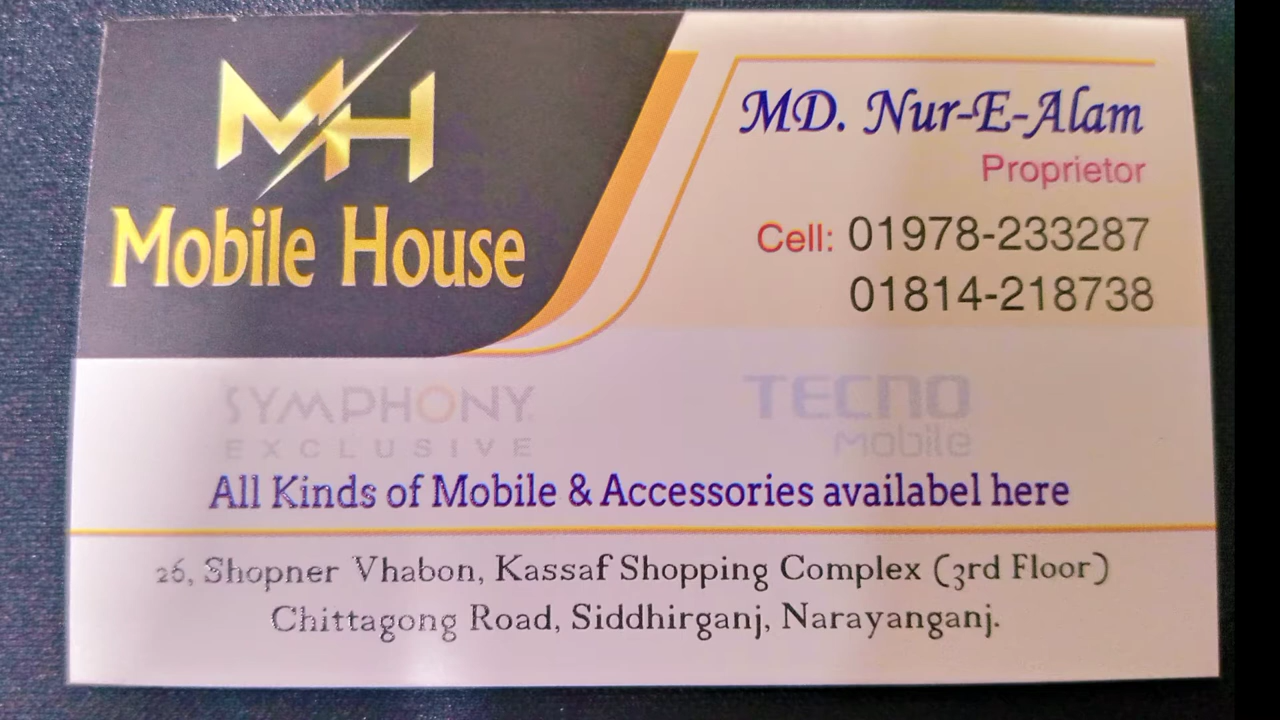 MH
Mobile House
MD. Nur-E-Alam
Proprietor
Cell: 01978-233287
01814-218738
SYMPHONY
EXCLUSIVE
TECNO
mobile
All Kinds of Mobile & Accessories availabel here
26, Shopner Vhabon, Kassaf Shopping Complex (3rd Floor)
Chittagong Road, Siddhirganj, Narayanganj.